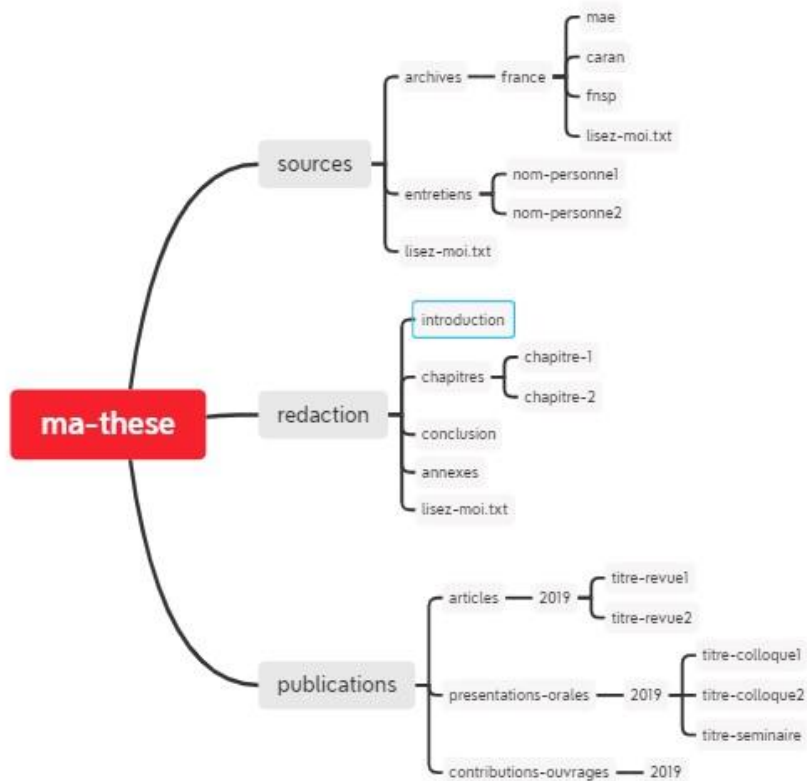 ma-these
sources
archives
france
mae
caran
fnsp
lisez-moi.txt
entretiens
nom-personne1
nom-personne2
lisez-moi.txt
redaction
introduction
chapitres
chapitre-1
chapitre-2
conclusion
annexes
lisez-moi.txt
publications
articles
2019
titre-revue1
titre-revue2
presentations-orales
2019
titre-colloque1
titre-colloque2
titre-seminaire
contributions-ouvrages
2019